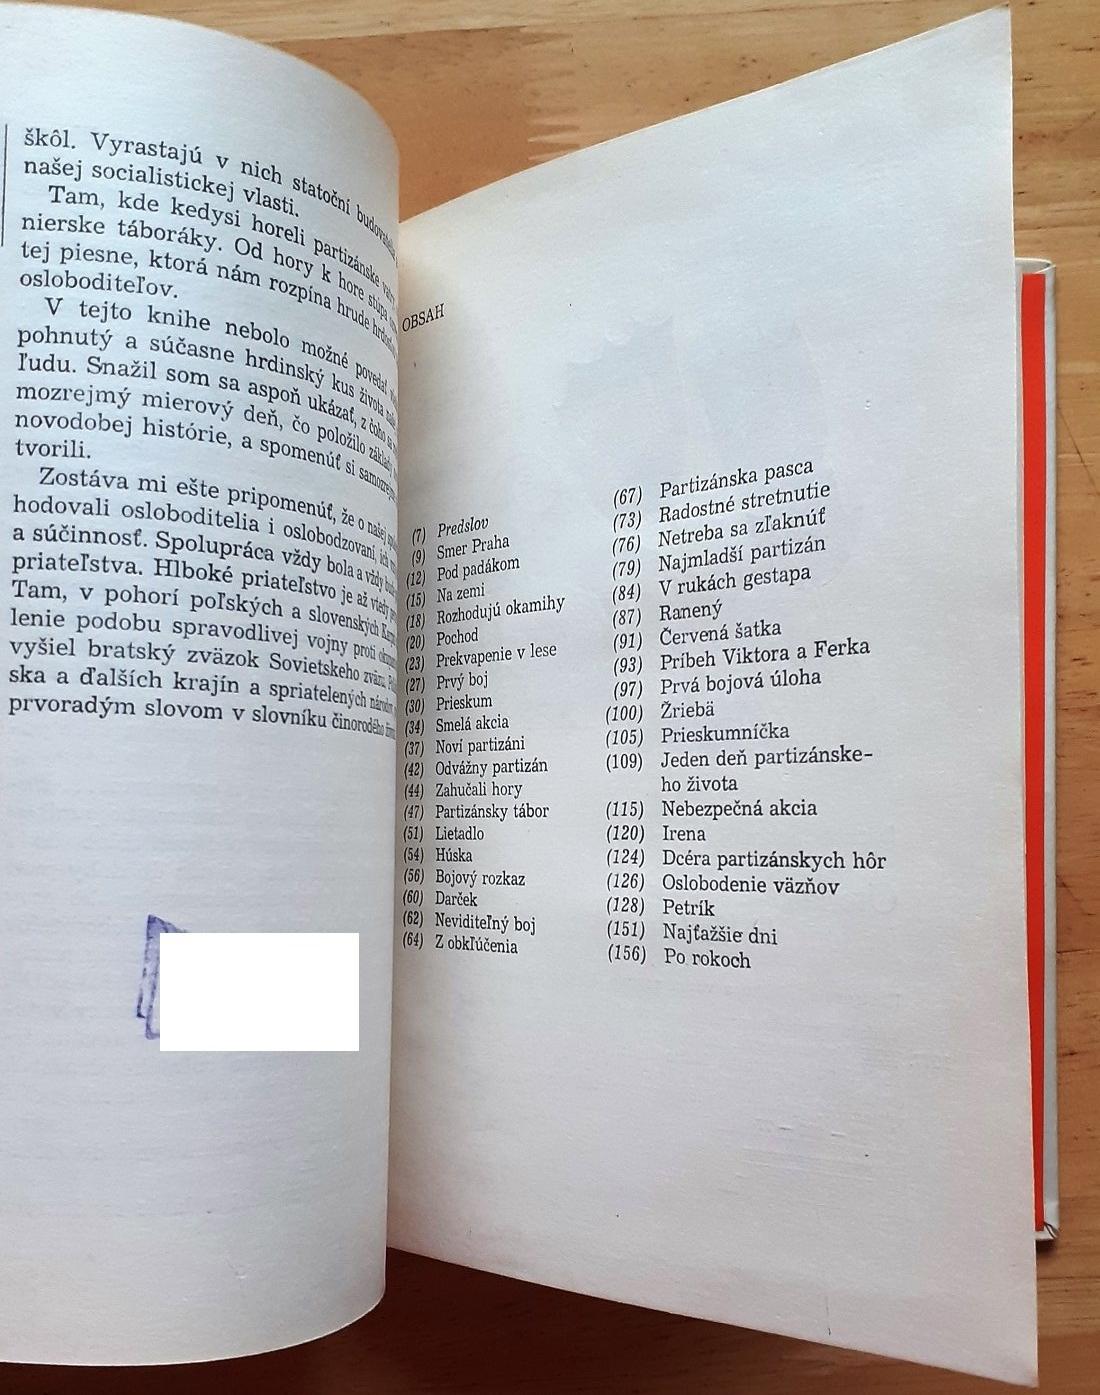 škôl. Vyrastajú v nich statoční
našej socialistickej vlasti.
Tam, kde kedysi horeli partizánske
nierske táboráky. Od hory k hore stupa
tej piesne, ktorá nám rozpína hrude
osloboditeľov.
V tejto knihe nebolo možné povedať
pohnutý a súčasne hrdinský kus života
ľudu. Snažil som sa aspoň ukázať, z čoho sa
mozrejmý mierový deň, čo položilo základy
novodobej histórie, a spomenúť si
tvorili.
Zostáva mi ešte pripomenúť, že o našej
hodovali osloboditelia i oslobodzovaní, ich
a súčinnosť. Spolupráca vždy bola a vždy
priateľstva. Hlboké priateľstvo je až vtedy
Tam, v pohorí poľských a slovenských
lenie podobu spravodlivej vojny proti
vyšiel bratský zväzok Sovietskeho zväzu,
ska a ďalších krajín a spriatelených národov
prvoradým slovom v slovníku činorodého
OBSAH
(7) Predslov
(9) Smer Praha
(12) Pod padákom
(15) Na zemi
(18) Rozhodujú okamihy
(20) Pochod
(23) Prekvapenie v lese
(27) Prvý boj
(30) Prieskum
(34) Smelá akcia
(37) Noví partizáni
(42) Odvážny partizán
(44) Zahučali hory
(47) Partizánsky tábor
(51) Lietadlo
(54) Húska
(56) Bojový rozkaz
(60) Darček
(62) Neviditeľný boj
(64) Z obkľúčenia
(67) Partizánska pasca
(73) Radostné stretnutie
(76) Netreba sa zľaknúť
(79) Najmladší partizán
(84) V rukách gestapa
(87) Ranený
(91) Červená šatka
(93) Príbeh Viktora a Ferka
(97) Prvá bojová úloha
(100) Žriebä
(105) Prieskumníčka
(109) Jeden deň partizánske-
ho života
(115) Nebezpečná akcia
(120) Irena
(124) Dcéra partizánskych hôr
(126) Oslobodenie väzňov
(128) Petrík
(151) Najťažšie dni
(156) Po rokoch